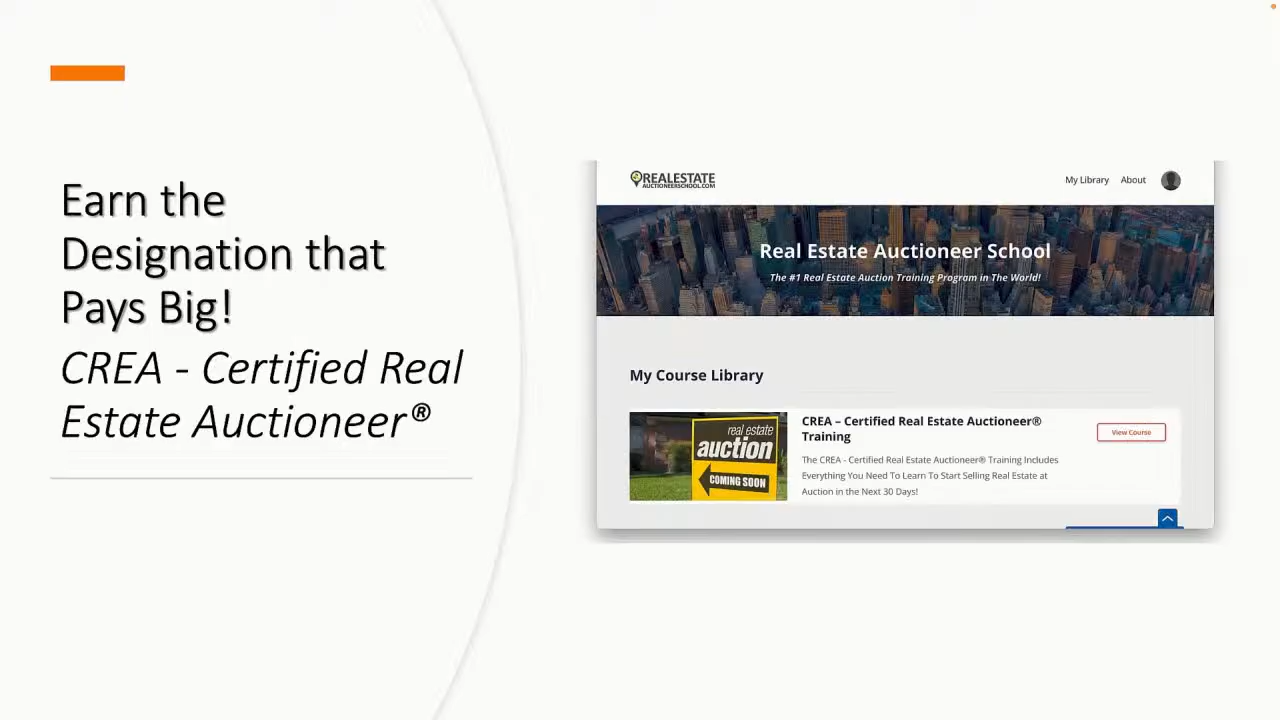 Earn the
Designation that
Pays Big!
CREA - Certified Real
Estate Auctioneer®
REALESTATE
AUCTIONEERSCHOOL.COM
My Library About
Real Estate Auctioneer School
The #1 Real Estate Auction Training Program in The World!
My Course Library
real estate
auction
COMING SOON
CREA – Certified Real Estate Auctioneer®
Training
View Course
The CREA - Certified Real Estate Auctioneer® Training Includes
Everything You Need To Learn To Start Selling Real Estate at
Auction in the Next 30 Days!